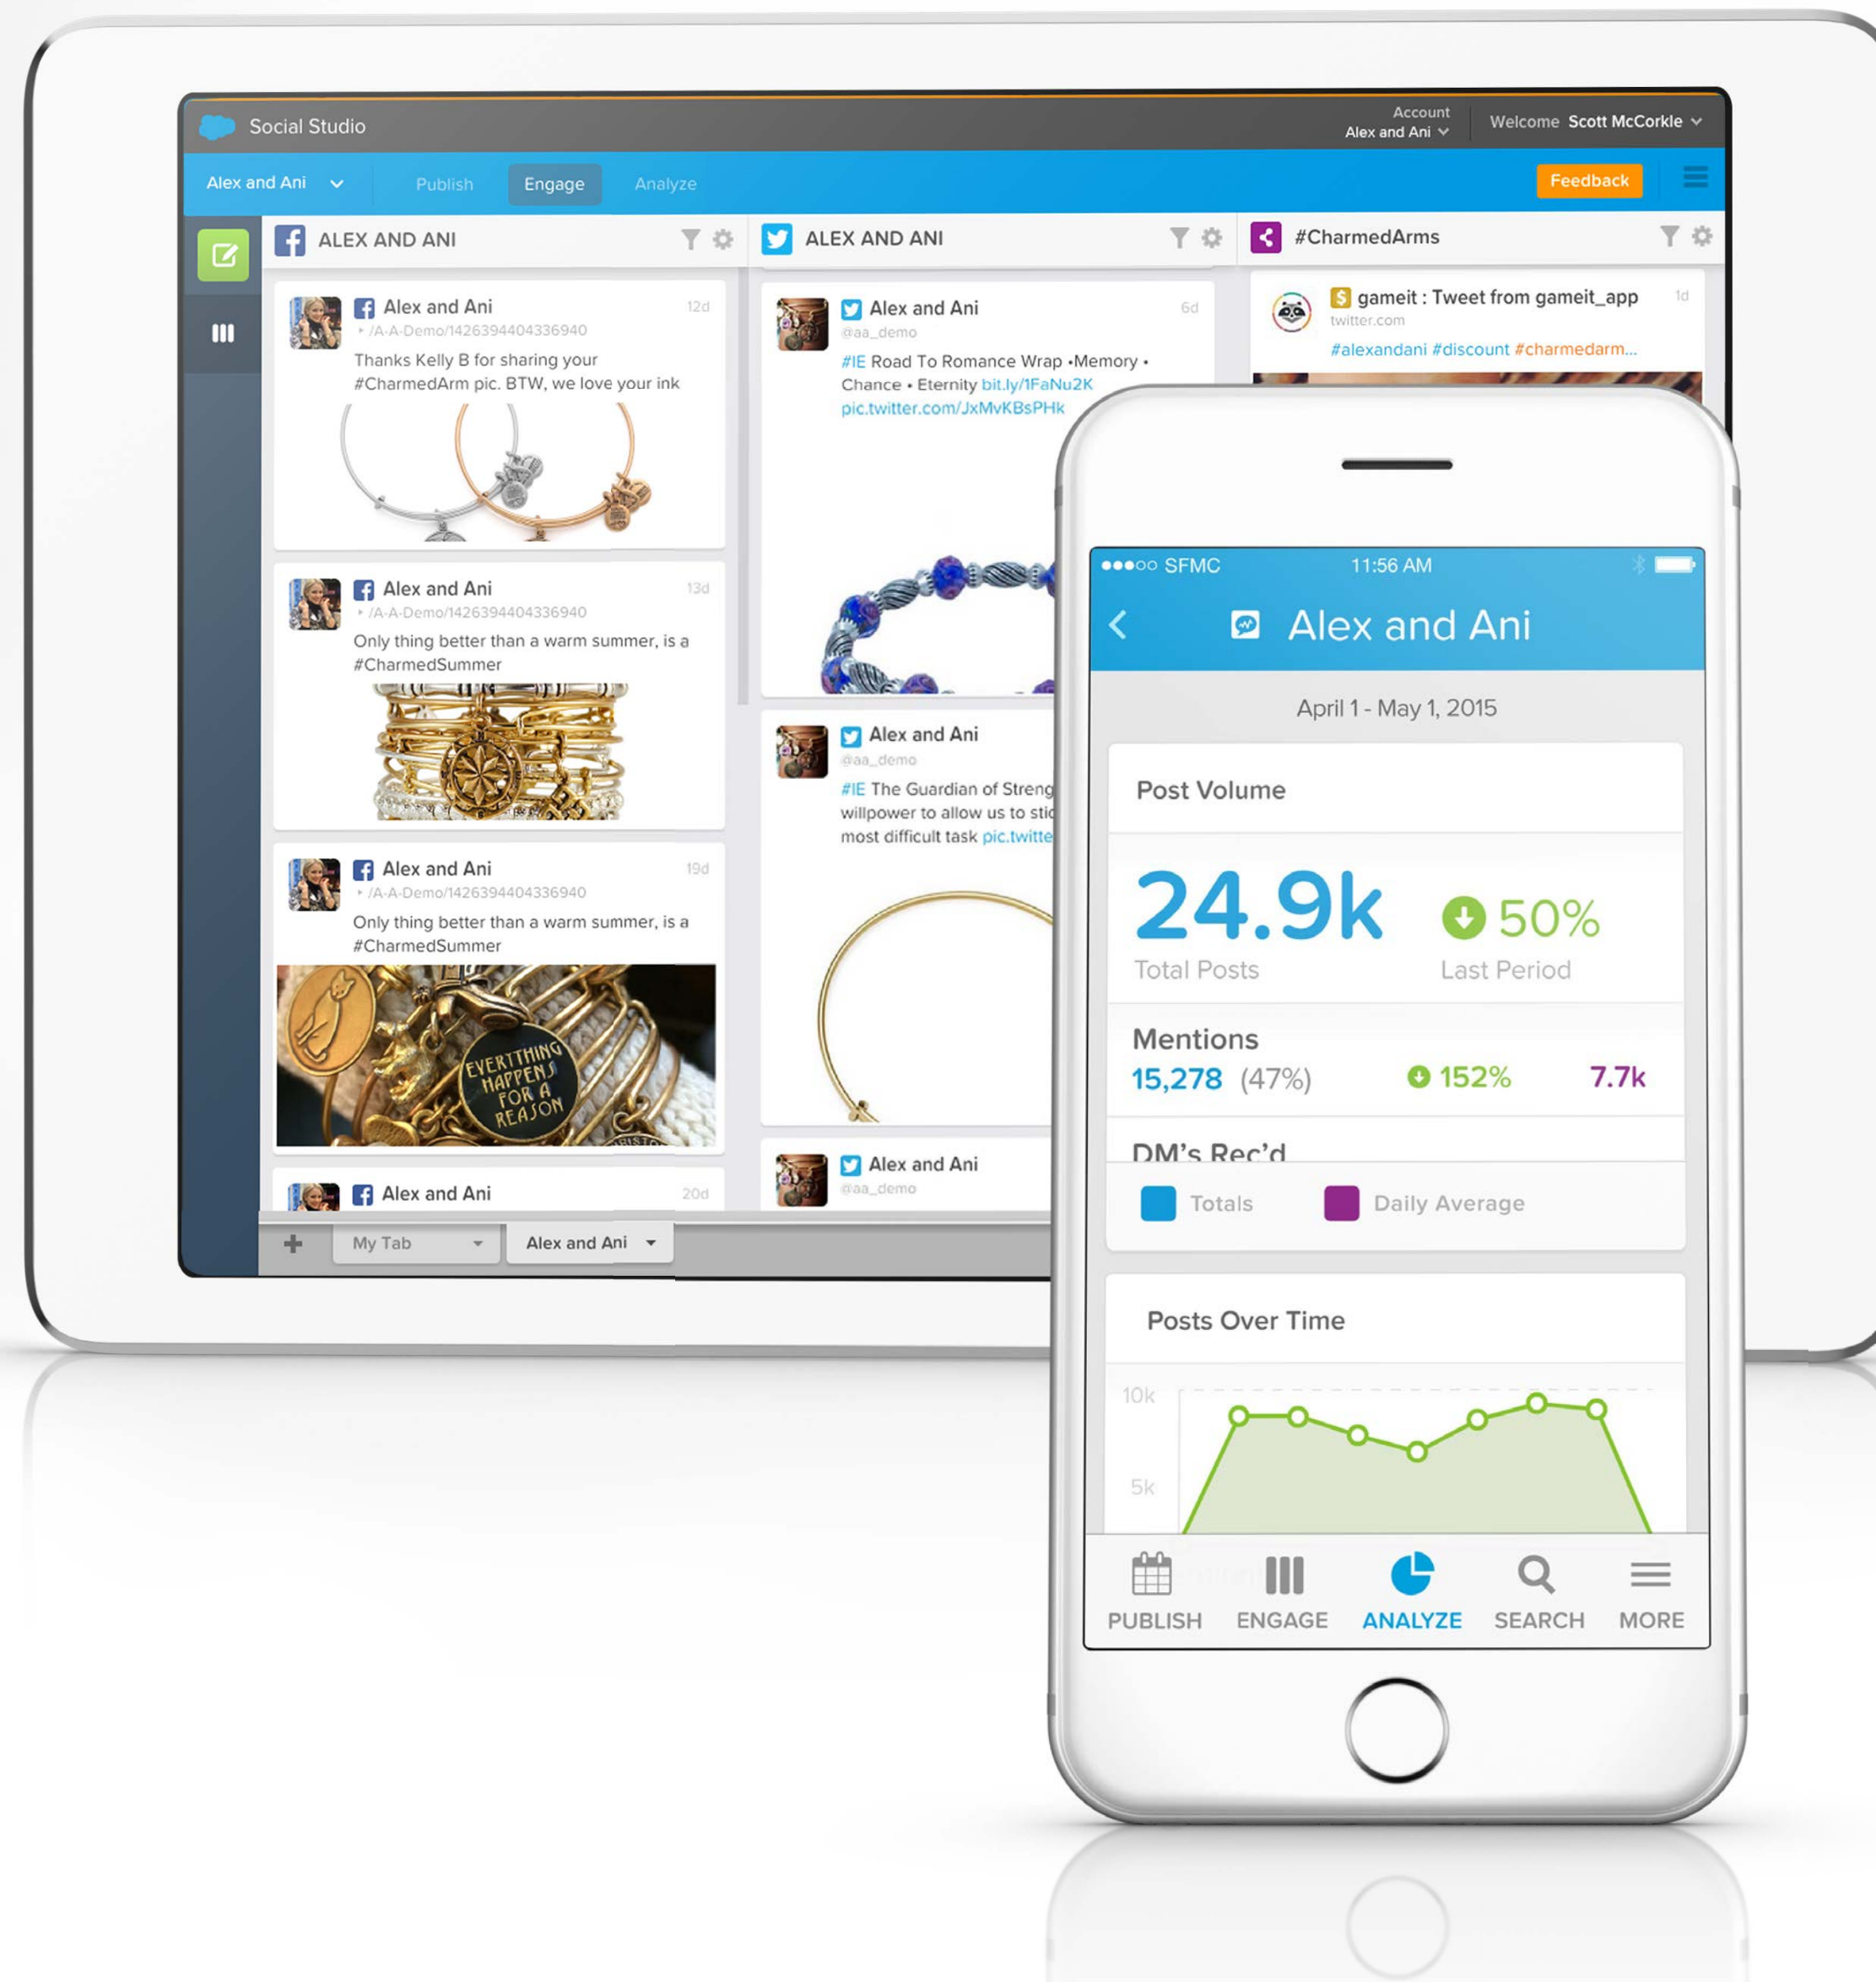 Social Studio
Account
Alex and Ani
Welcome Scott McCorkle
Alex and Ani
Publish
Engage
Analyze
Feedback
ALEX AND ANI
Alex and Ani
12d
/A-A-Demo/1426394404336940
Thanks Kelly B for sharing your
#CharmedArm pic. BTW, we love your ink
Alex and Ani
13d
/A-A-Demo/1426394404336940
Only thing better than a warm summer, is a
#CharmedSummer
Alex and Ani
19d
/A-A-Demo/1426394404336940
Only thing better than a warm summer, is a
#CharmedSummer
EVERYTHING
HAPPENS
FOR A
REASON
Alex and Ani
20d
ALEX AND ANI
Alex and Ani
6d
@aa_demo
#IE Road To Romance Wrap •Memory •
Chance • Eternity bit.ly/1FaNu2K
pic.twitter.com/JxMvKBsPHk
Alex and Ani
@aa_demo
#IE The Guardian of Streng
willpower to allow us to stic
most difficult task pic.twitte
Alex and Ani
@aa_demo
#CharmedArms
gameit : Tweet from gameit_app
1d
twitter.com
#alexandani #discount #charmedarm...
My Tab
Alex and Ani
SFMC
11:56 AM
Alex and Ani
April 1 - May 1, 2015
Post Volume
24.9k
50%
Total Posts
Last Period
Mentions
15,278 (47%)
152%
7.7k
DM's Rec'd
Totals
Daily Average
Posts Over Time
10k
5k
PUBLISH
ENGAGE
ANALYZE
SEARCH
MORE